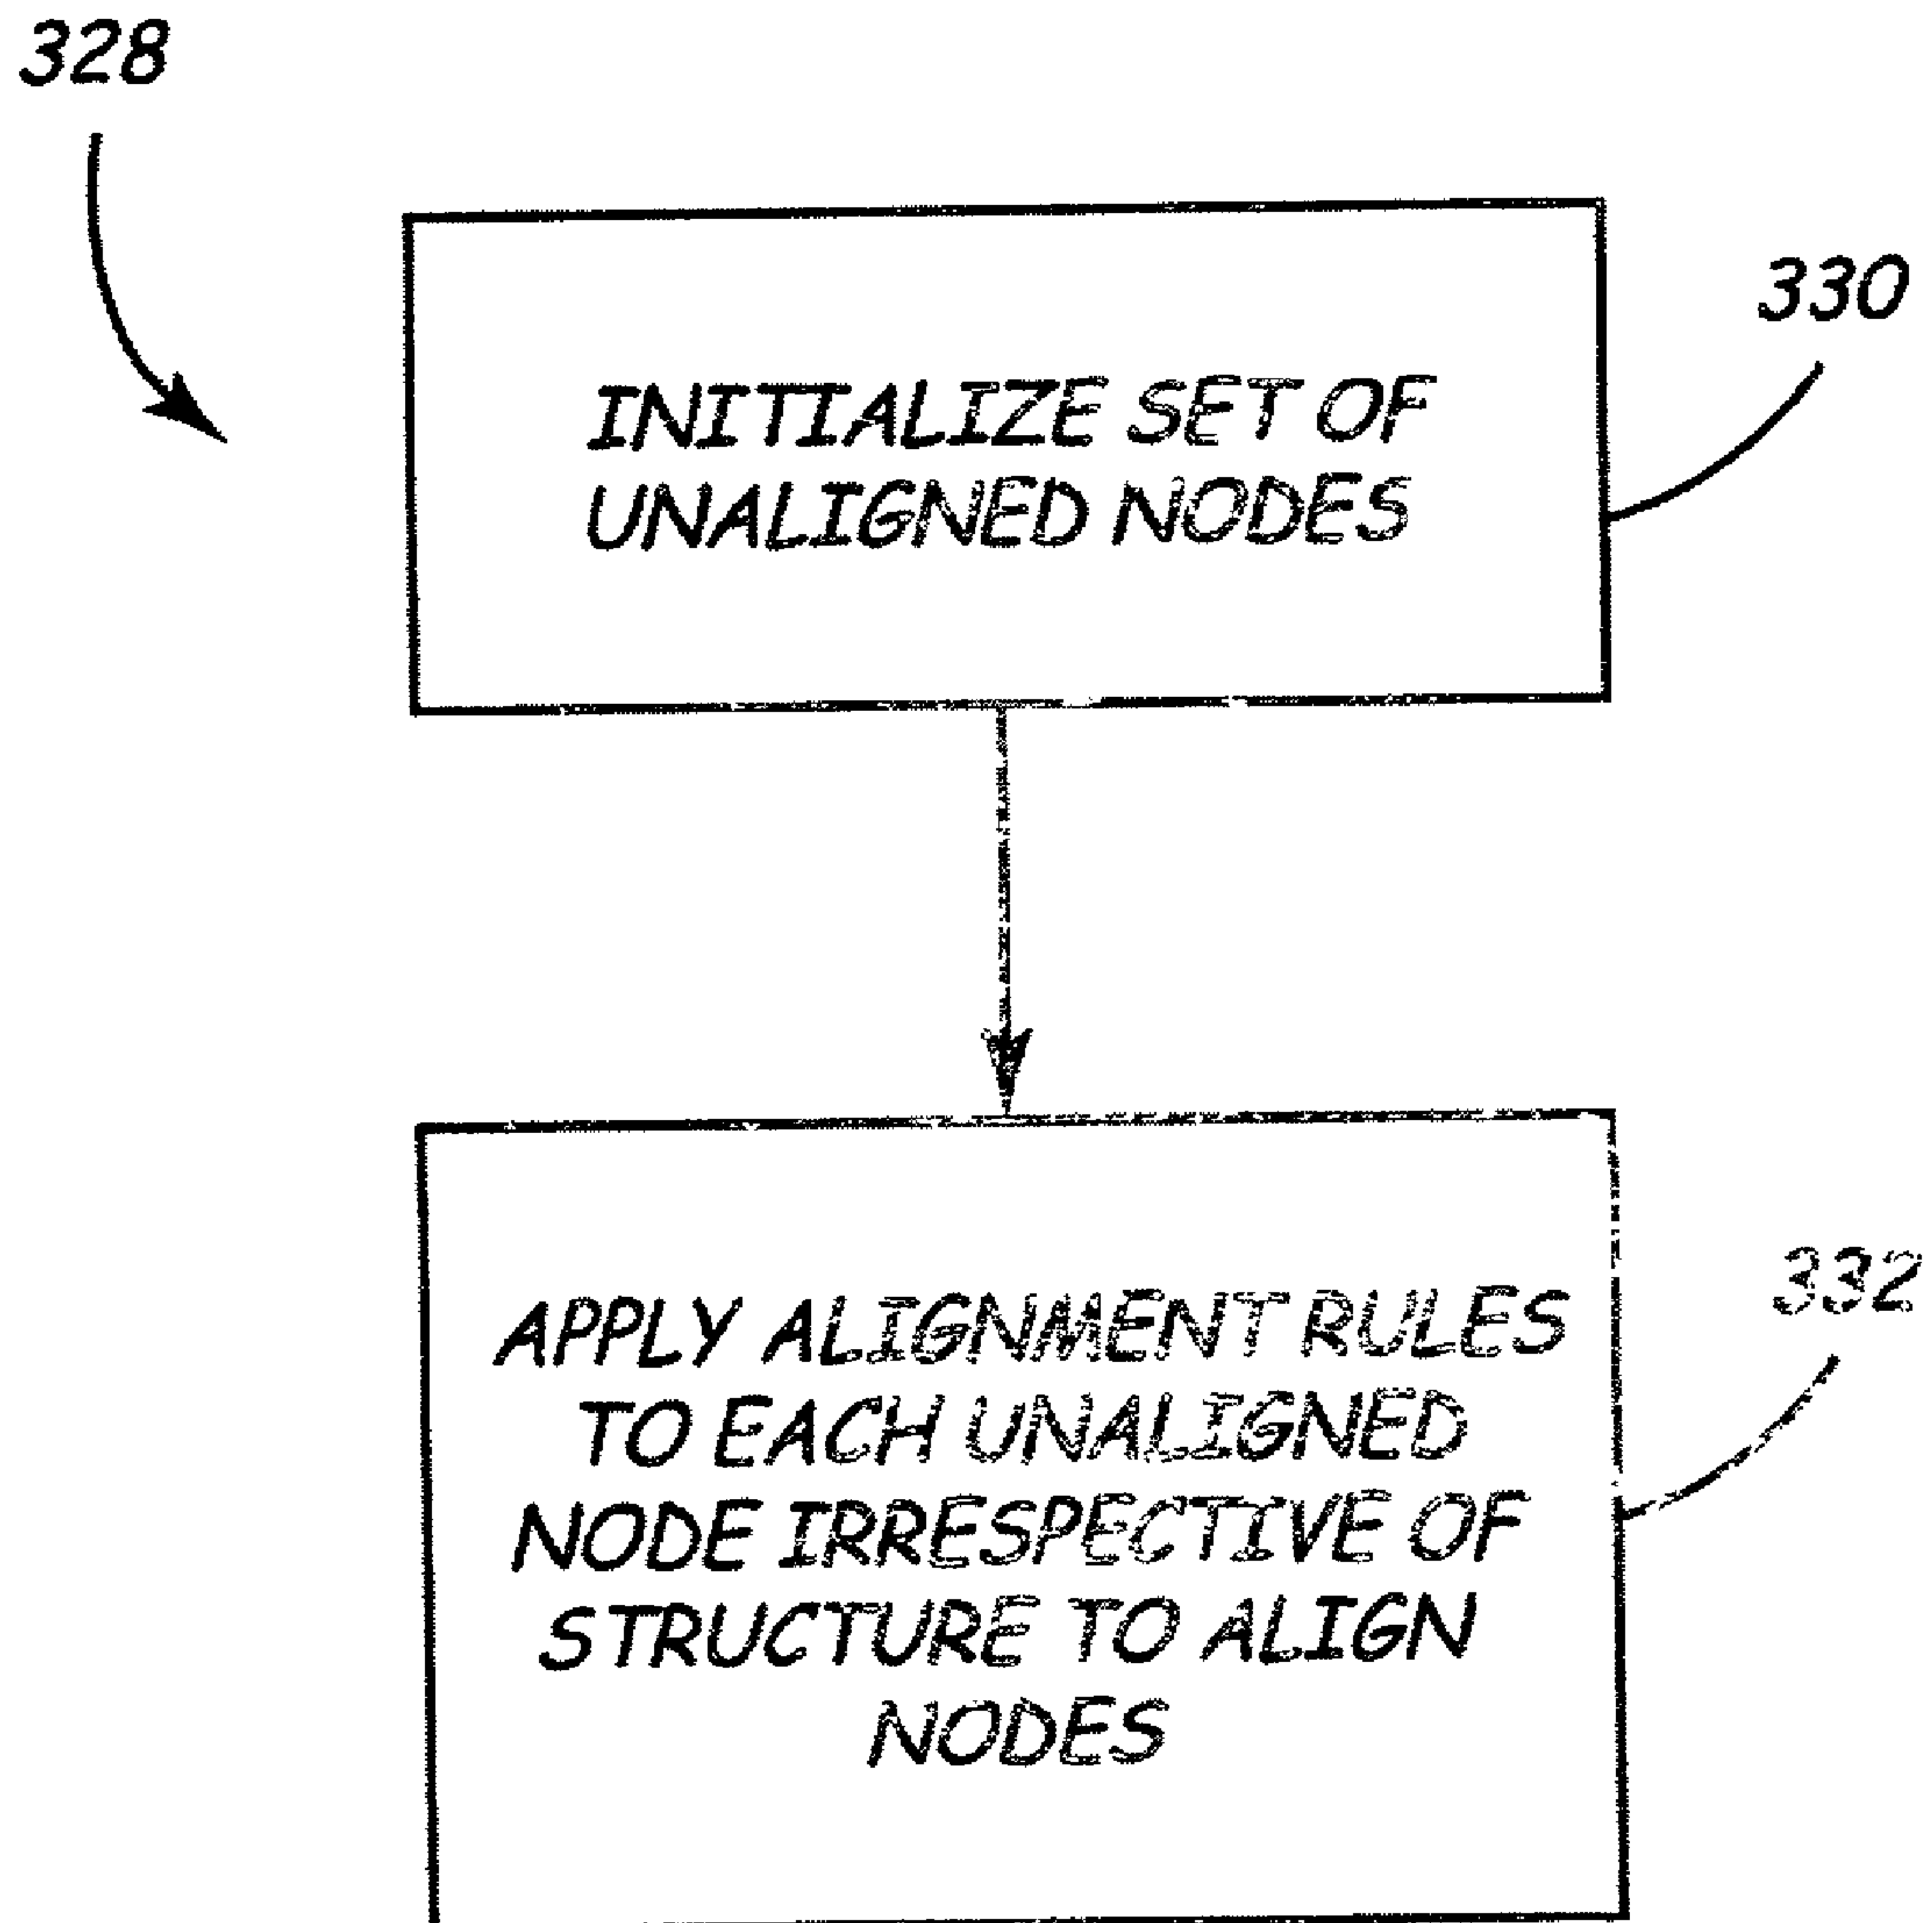 328
330
INITIALIZE SET OF
UNALIGNED NODES
332
APPLY ALIGNMENT RULES
TO EACH UNALIGNED
NODE IRRESPECTIVE OF
STRUCTURE TO ALIGN
NODES